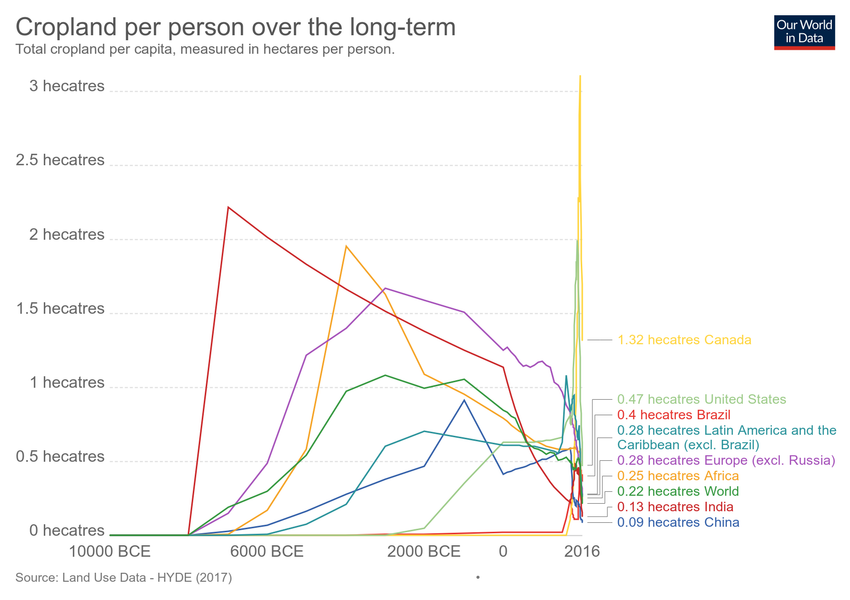 Cropland per person over the long-term
Total cropland per capita, measured in hectares per person.
Our World
in Data
3 hecatres
2.5 hecatres
2 hecatres
1.5 hecatres
1 hecatres
0.5 hecatres
0 hecatres
10000 BCE
6000 BCE
2000 BCE
0
2016
1.32 hecatres Canada
0.47 hecatres United States
0.4 hecatres Brazil
0.28 hecatres Latin America and the
Caribbean (excl. Brazil)
0.28 hecatres Europe (excl. Russia)
0.25 hecatres Africa
0.22 hecatres World
0.13 hecatres India
0.09 hecatres China
Source: Land Use Data - HYDE (2017)
•